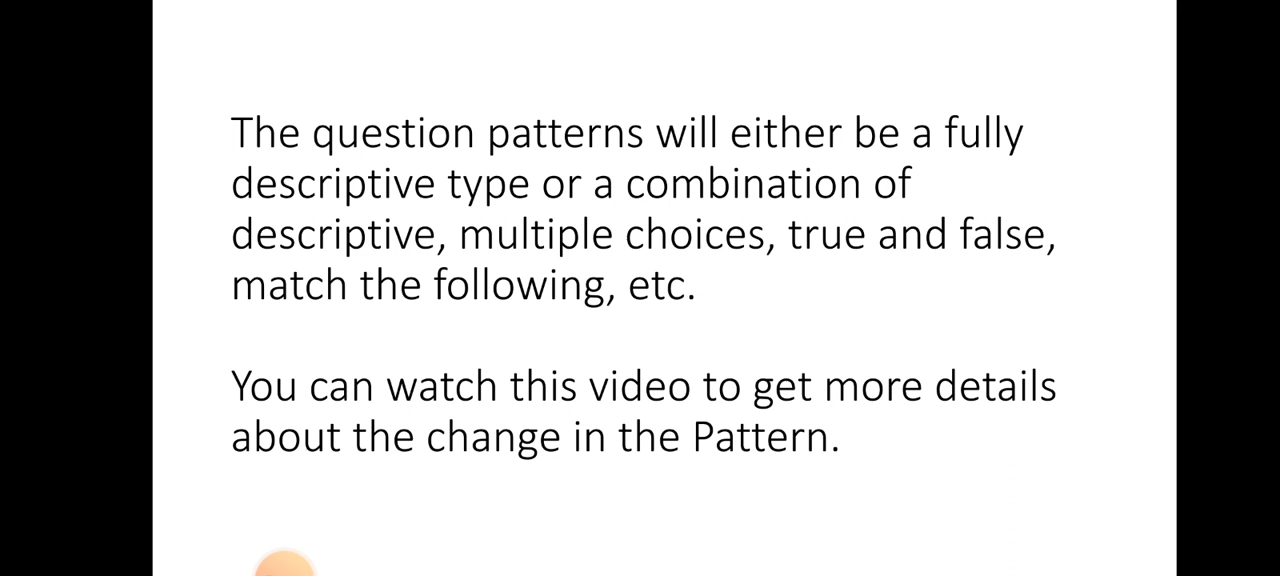 The question patterns will either be a fully
descriptive type or a combination of
descriptive, multiple choices, true and false,
match the following, etc.
You can watch this video to get more details
about the change in the Pattern.